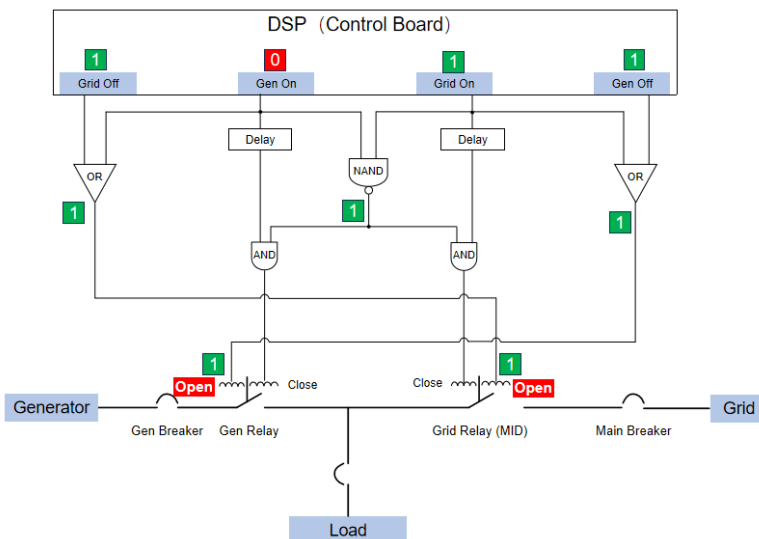 DSP（Control Board）
1
0
1
1
Grid Off
Gen On
Grid On
Gen Off
Delay
Delay
NAND
OR
OR
1
1
1
AND
AND
1
1
Open
Close
Close
Open
Generator
Grid
Gen Breaker
Gen Relay
Grid Relay (MID)
Main Breaker
Load